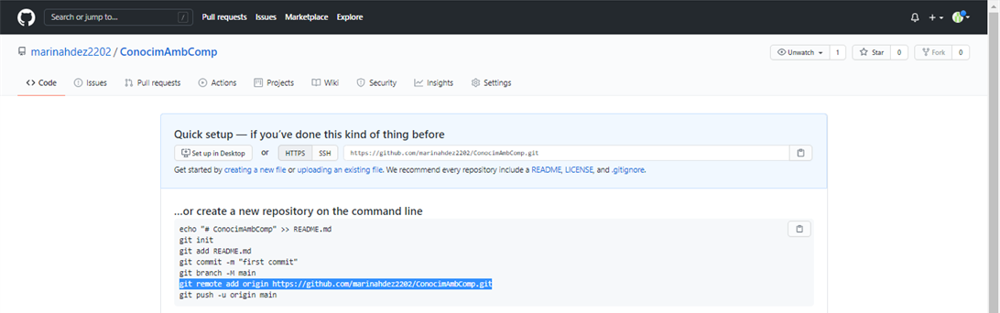 Search or jump to... / Pull requests Issues Marketplace Explore
marinahdez2202 / ConocimAmbComp Unwatch 1 Star 0 Fork 0
Code Issues Pull requests Actions Projects Wiki Security Insights Settings
Quick setup — if you've done this kind of thing before
Set up in Desktop or HTTPS SSH https://github.com/marinahdez2202/ConocimAmbComp.git
Get started by creating a new file or uploading an existing file. We recommend every repository include a README, LICENSE, and .gitignore.
...or create a new repository on the command line
echo "# ConocimAmbComp" >> README.md
git init
git add README.md
git commit -m "first commit"
git branch -M main
git remote add origin https://github.com/marinahdez2202/ConocimAmbComp.git
git push -u origin main